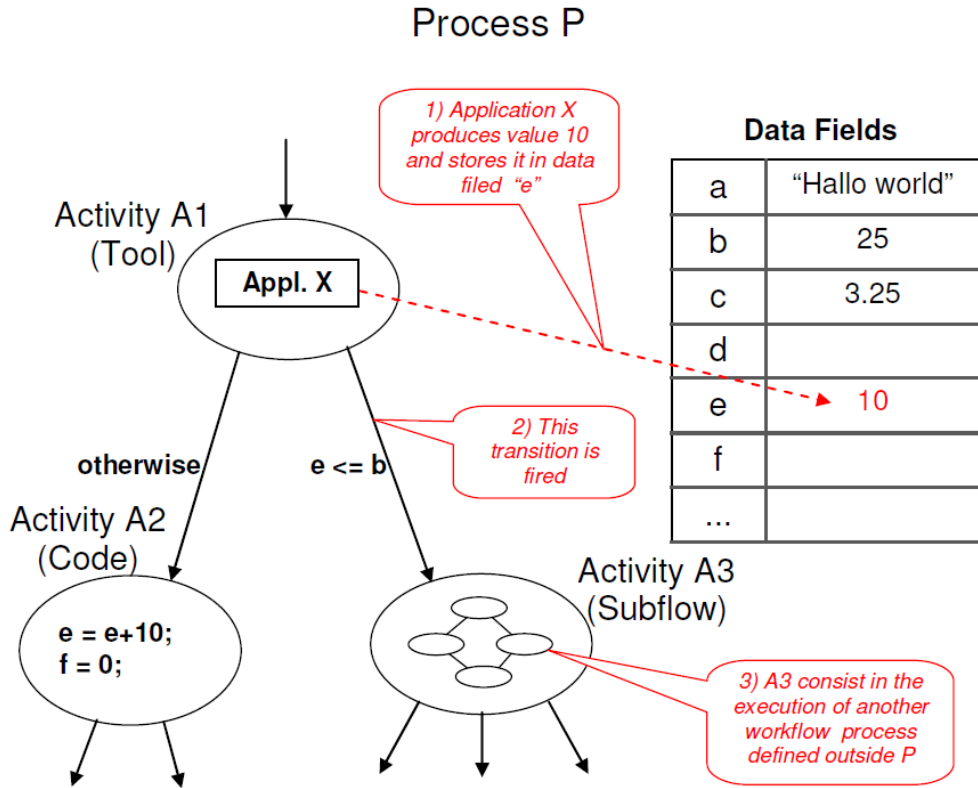 Process P
1) Application X
produces value 10
and stores it in data
filed "e"
Data Fields
a
“Hallo world”
b
25
c
3.25
d
e
10
f
...
Activity A1
(Tool)
Appl. X
2) This
transition is
fired
otherwise
e <= b
Activity A2
(Code)
e = e+10;
f = 0;
Activity A3
(Subflow)
3) A3 consist in the
execution of another
workflow process
defined outside P